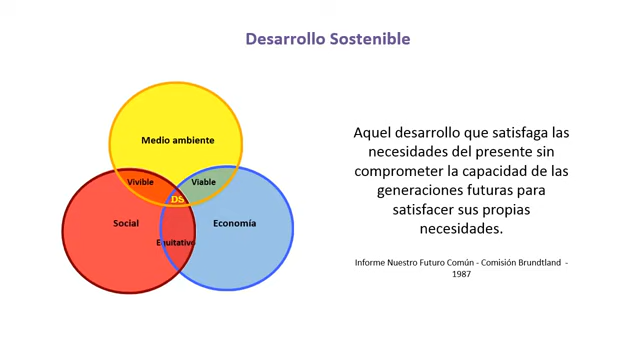 Desarrollo Sostenible
Medio ambiente
Vivible
Viable
DS
Social
Economía
Equitativo
Aquel desarrollo que satisfaga las
necesidades del presente sin
comprometer la capacidad de las
generaciones futuras para
satisfacer sus propias
necesidades.
Informe Nuestro Futuro Común - Comisión Brundtland -
1987